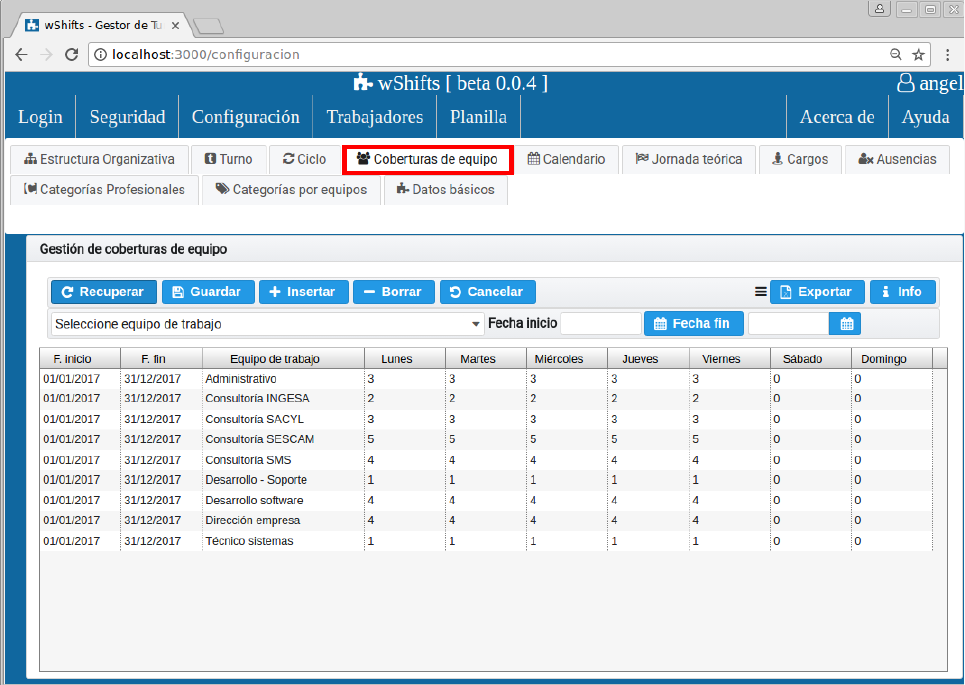 wShifts - Gestor de Tu
localhost:3000/configuracion
wShifts [ beta 0.0.4 ]
angel
Login Seguridad Configuración Trabajadores Planilla Acerca de Ayuda
Estructura Organizativa Turno Ciclo Coberturas de equipo Calendario Jornada teórica Cargos Ausencias
Categorías Profesionales Categorías por equipos Datos básicos
Gestión de coberturas de equipo
Recuperar Guardar Insertar Borrar Cancelar Exportar Info
Seleccione equipo de trabajo Fecha inicio Fecha fin
F. inicio F. fin Equipo de trabajo Lunes Martes Miércoles Jueves Viernes Sábado Domingo
01/01/2017 31/12/2017 Administrativo 3 3 3 3 3 0 0
01/01/2017 31/12/2017 Consultoría INGESA 2 2 2 2 2 0 0
01/01/2017 31/12/2017 Consultoría SACYL 3 3 3 3 3 0 0
01/01/2017 31/12/2017 Consultoría SESCAM 5 5 5 5 5 0 0
01/01/2017 31/12/2017 Consultoría SMS 4 4 4 4 4 0 0
01/01/2017 31/12/2017 Desarrollo - Soporte 1 1 1 1 1 0 0
01/01/2017 31/12/2017 Desarrollo software 4 4 4 4 4 0 0
01/01/2017 31/12/2017 Dirección empresa 4 4 4 4 4 0 0
01/01/2017 31/12/2017 Técnico sistemas 1 1 1 1 1 0 0